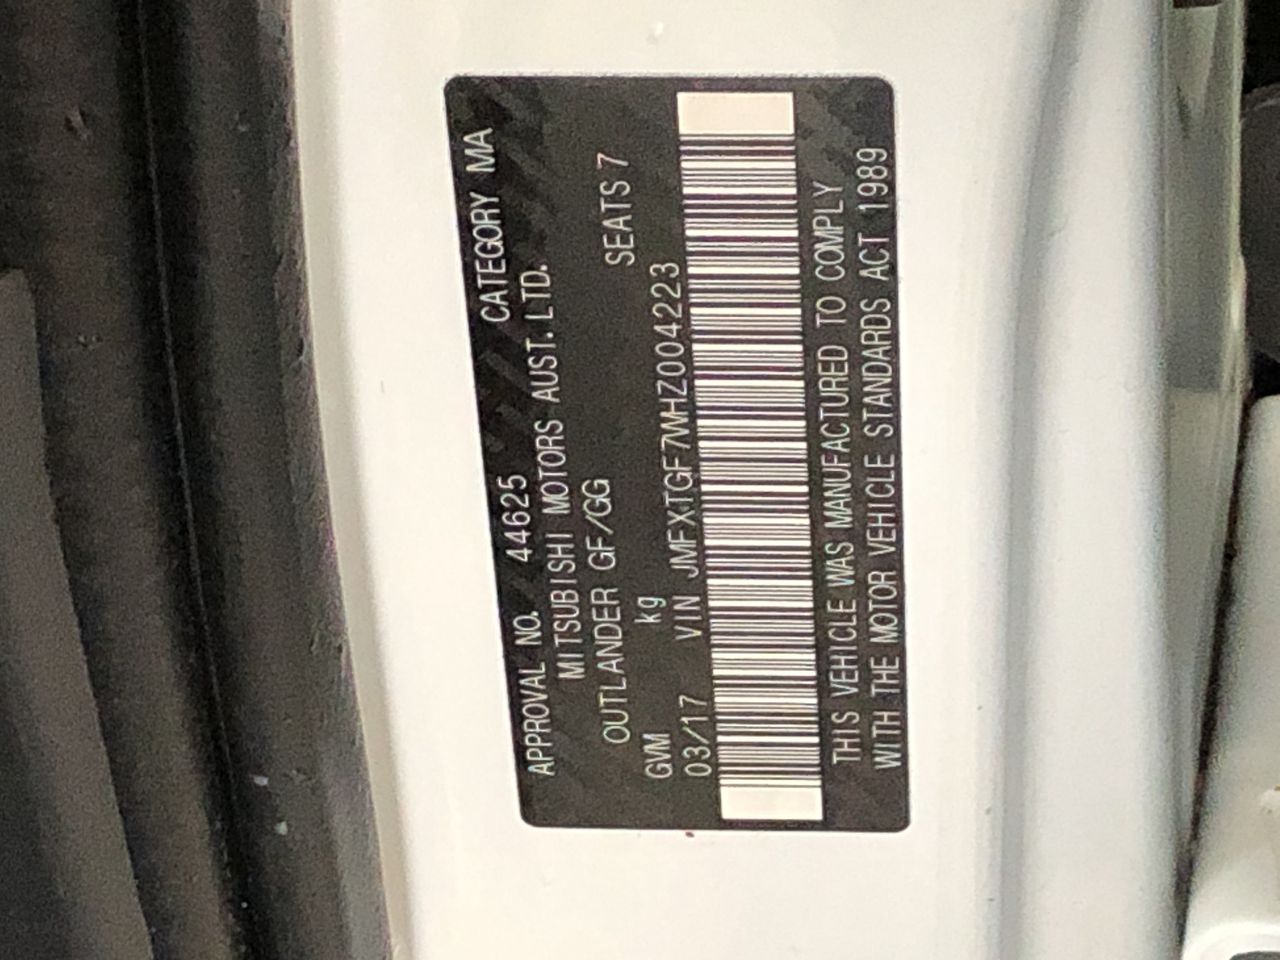 APPROVAL NO. 44625 CATEGORY MA
MITSUBISHI MOTORS AUST. LTD.
OUTLANDER GF/GG SEATS 7
GVM kg
03/17 VIN JMFXTGF7WHZ004223
THIS VEHICLE WAS MANUFACTURED TO COMPLY
WITH THE MOTOR VEHICLE STANDARDS ACT 1989